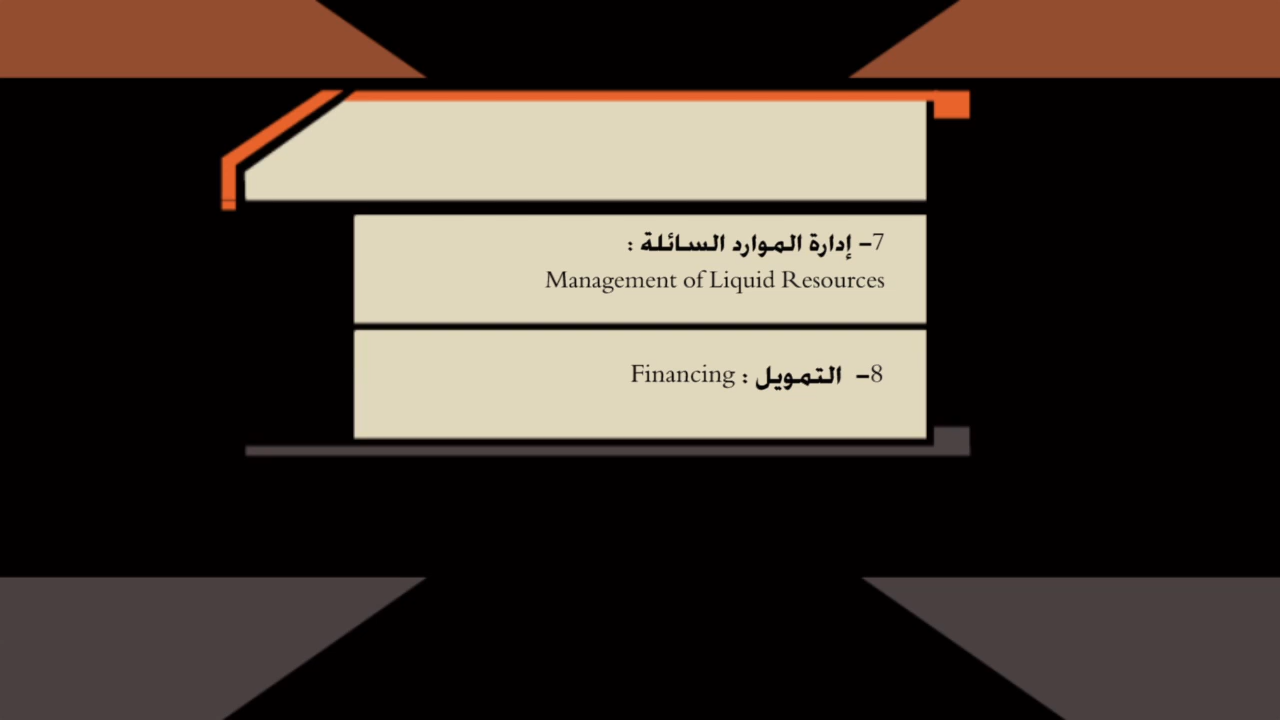 7- إدارة الموارد السائلة :
Management of Liquid Resources
8- التمويل : Financing